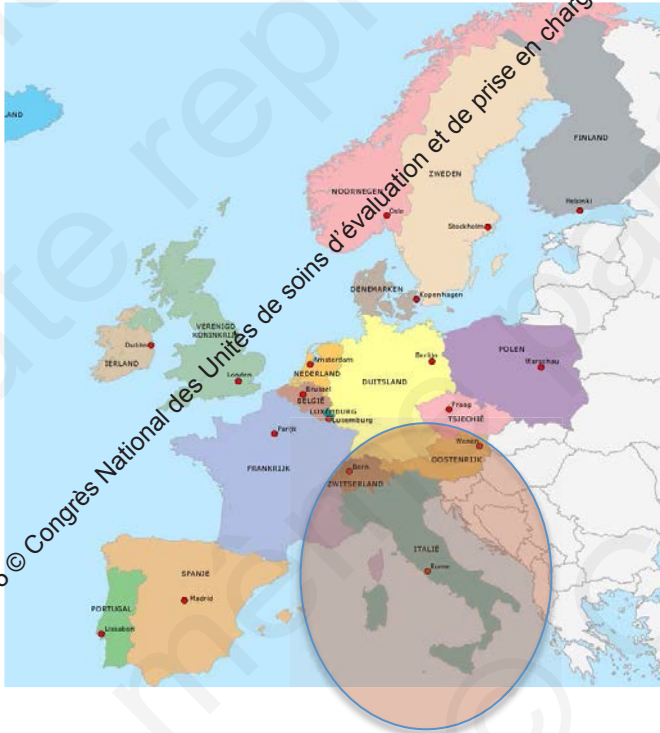 LAND
FINLAND
NOORWEGEN
ZWEDEN
Helsinki
Oslo
Stockholm
DENEMARKEN
Kopenhagen
VERENIGD
KONINKRIJK
Dublin
IERLAND
Londen
Amsterdam
NEDERLAND
Berlijn
POLEN
Warschau
DUITSLAND
Brussel
BELGIË
LUXEMBURG
Luxemburg
Praag
TSJECHIË
Parijs
Wenen
OOSTENRIJK
FRANKRIJK
Bern
ZWITSERLAND
ITALIË
Rome
SPANJE
Madrid
PORTUGAL
Lissabon
© Congrès National des Unités de soins d'évaluation et de prise en charg